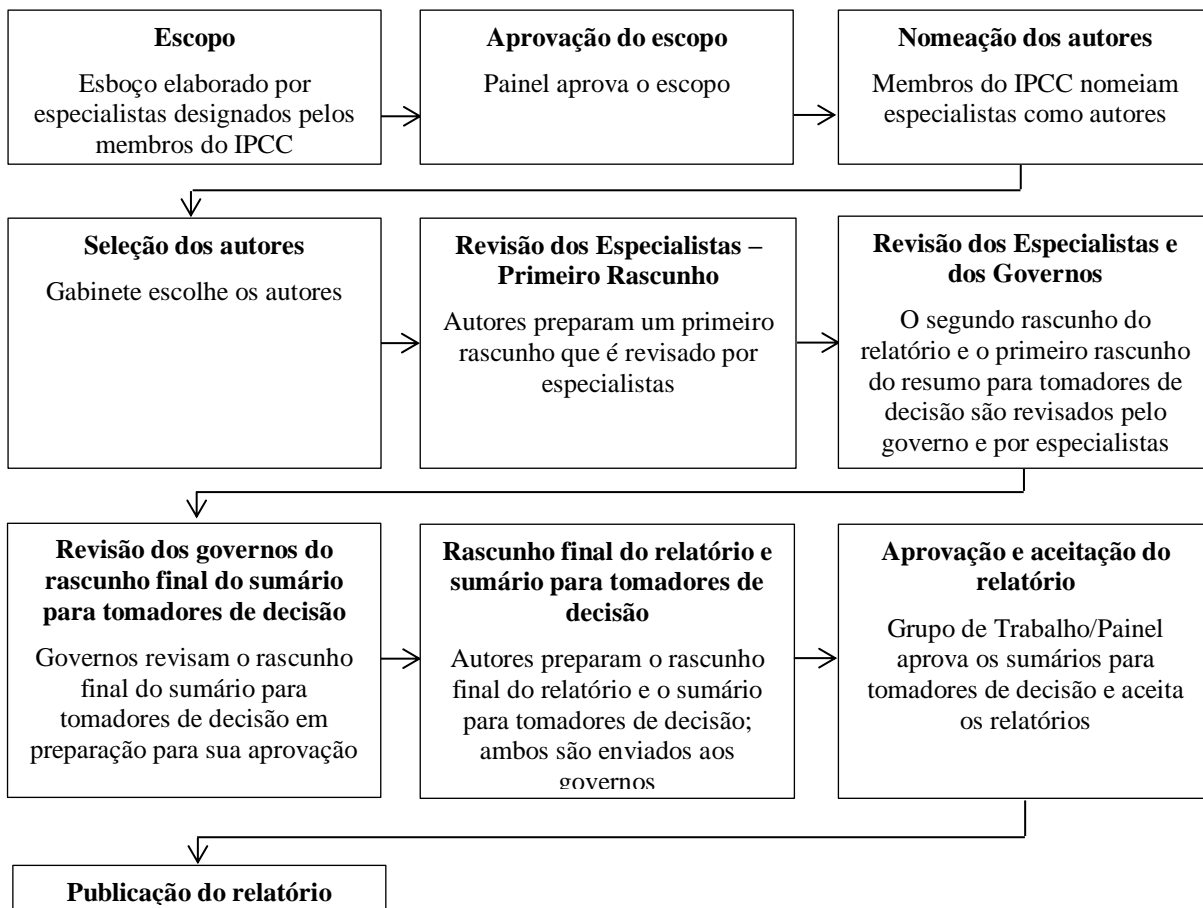 Escopo
Esboço elaborado por
especialistas designados pelos
membros do IPCC
Aprovação do escopo
Painel aprova o escopo
Nomeação dos autores
Membros do IPCC nomeiam
especialistas como autores
Seleção dos autores
Gabinete escolhe os autores
Revisão dos Especialistas –
Primeiro Rascunho
Autores preparam um primeiro
rascunho que é revisado por
especialistas
Revisão dos Especialistas e
dos Governos
O segundo rascunho do
relatório e o primeiro rascunho
do resumo para tomadores de
decisão são revisados pelo
governo e por especialistas
Revisão dos governos do
rascunho final do sumário
para tomadores de decisão
Governos revisam o rascunho
final do sumário para
tomadores de decisão em
preparação para sua aprovação
Rascunho final do relatório e
sumário para tomadores de
decisão
Autores preparam o rascunho
final do relatório e o sumário
para tomadores de decisão;
ambos são enviados aos
governos
Aprovação e aceitação do
relatório
Grupo de Trabalho/Painel
aprova os sumários para
tomadores de decisão e aceita
os relatórios
Publicação do relatório